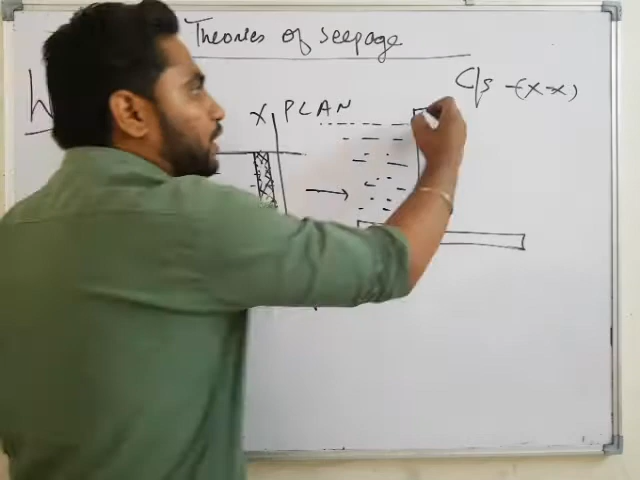 Theories of Seepage
C/s -(x-x)
X PLAN